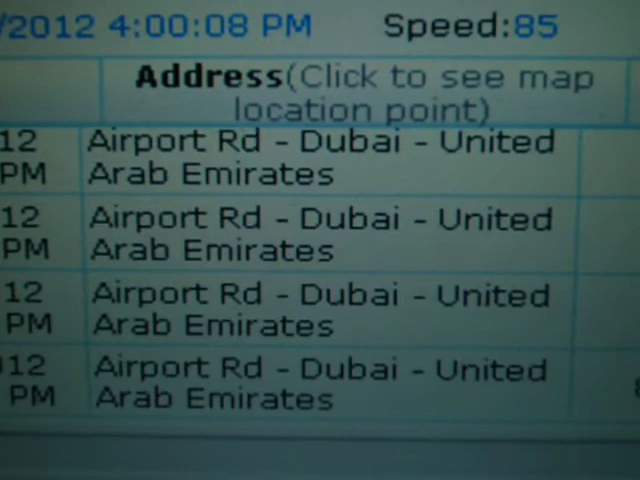 /2012 4:00:08 PM Speed:85
Address(Click to see map
location point)
12 Airport Rd - Dubai - United
PM Arab Emirates
12 Airport Rd - Dubai - United
PM Arab Emirates
12 Airport Rd - Dubai - United
PM Arab Emirates
012 Airport Rd - Dubai - United
PM Arab Emirates